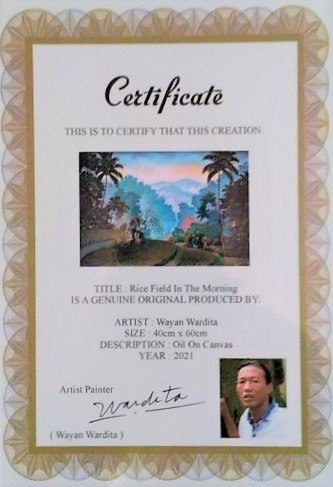 Certificate
THIS IS TO CERTIFY THAT THIS CREATION:
TITLE : Rice Field In The Morning
IS A GENUINE ORIGINAL PRODUCED BY:
ARTIST : Wayan Wardita
SIZE : 40cm x 60cm
DESCRIPTION : Oil On Canvas
YEAR : 2021
Artist Painter
Wardita
( Wayan Wardita )